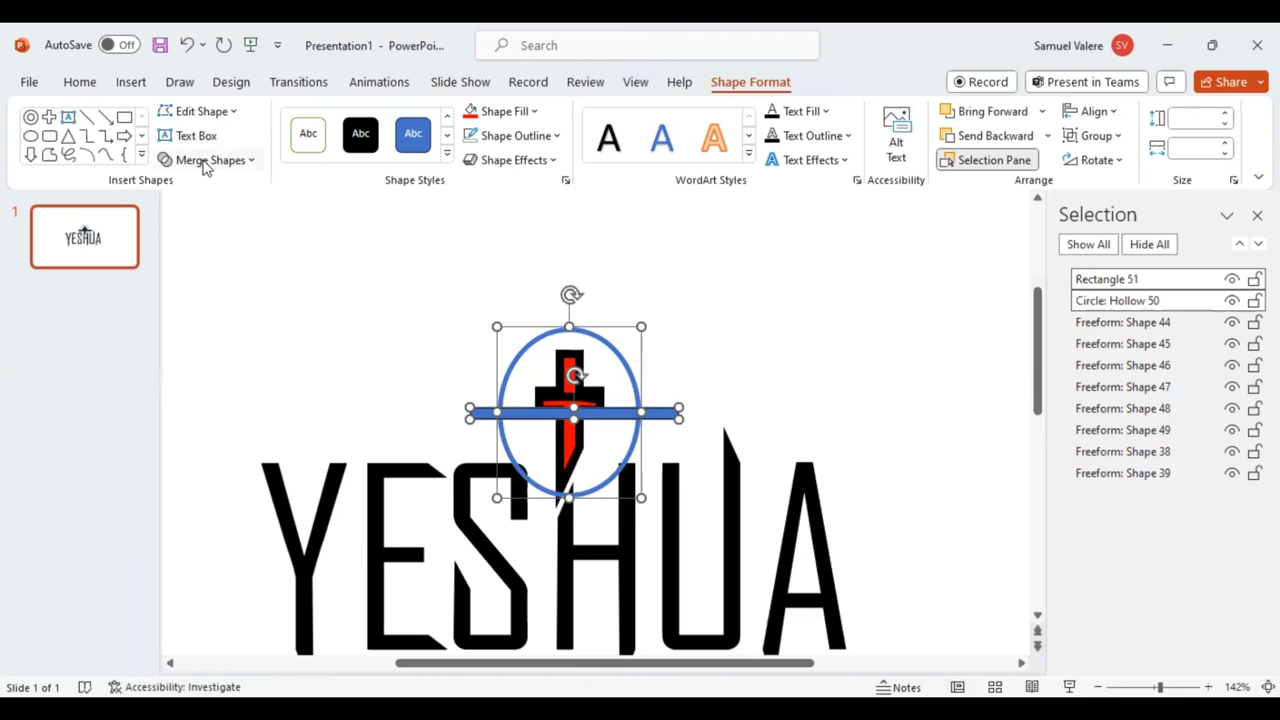 AutoSave Off Presentation1 - PowerPoi... Search Samuel Valere SV
File Home Insert Draw Design Transitions Animations Slide Show Record Review View Help Shape Format Record Present in Teams Share
Edit Shape
Text Box
Merge Shapes
Insert Shapes
Abc Abc Abc
Shape Fill
Shape Outline
Shape Effects
Shape Styles
A A A
Text Fill
Text Outline
Text Effects
WordArt Styles
Alt
Text
Accessibility
Bring Forward
Send Backward
Selection Pane
Align
Group
Rotate
Arrange
Size
1
YESHUA
Selection
Show All Hide All
Rectangle 51
Circle: Hollow 50
Freeform: Shape 44
Freeform: Shape 45
Freeform: Shape 46
Freeform: Shape 47
Freeform: Shape 48
Freeform: Shape 49
Freeform: Shape 38
Freeform: Shape 39
YESHUA
Slide 1 of 1 Accessibility: Investigate Notes 142%